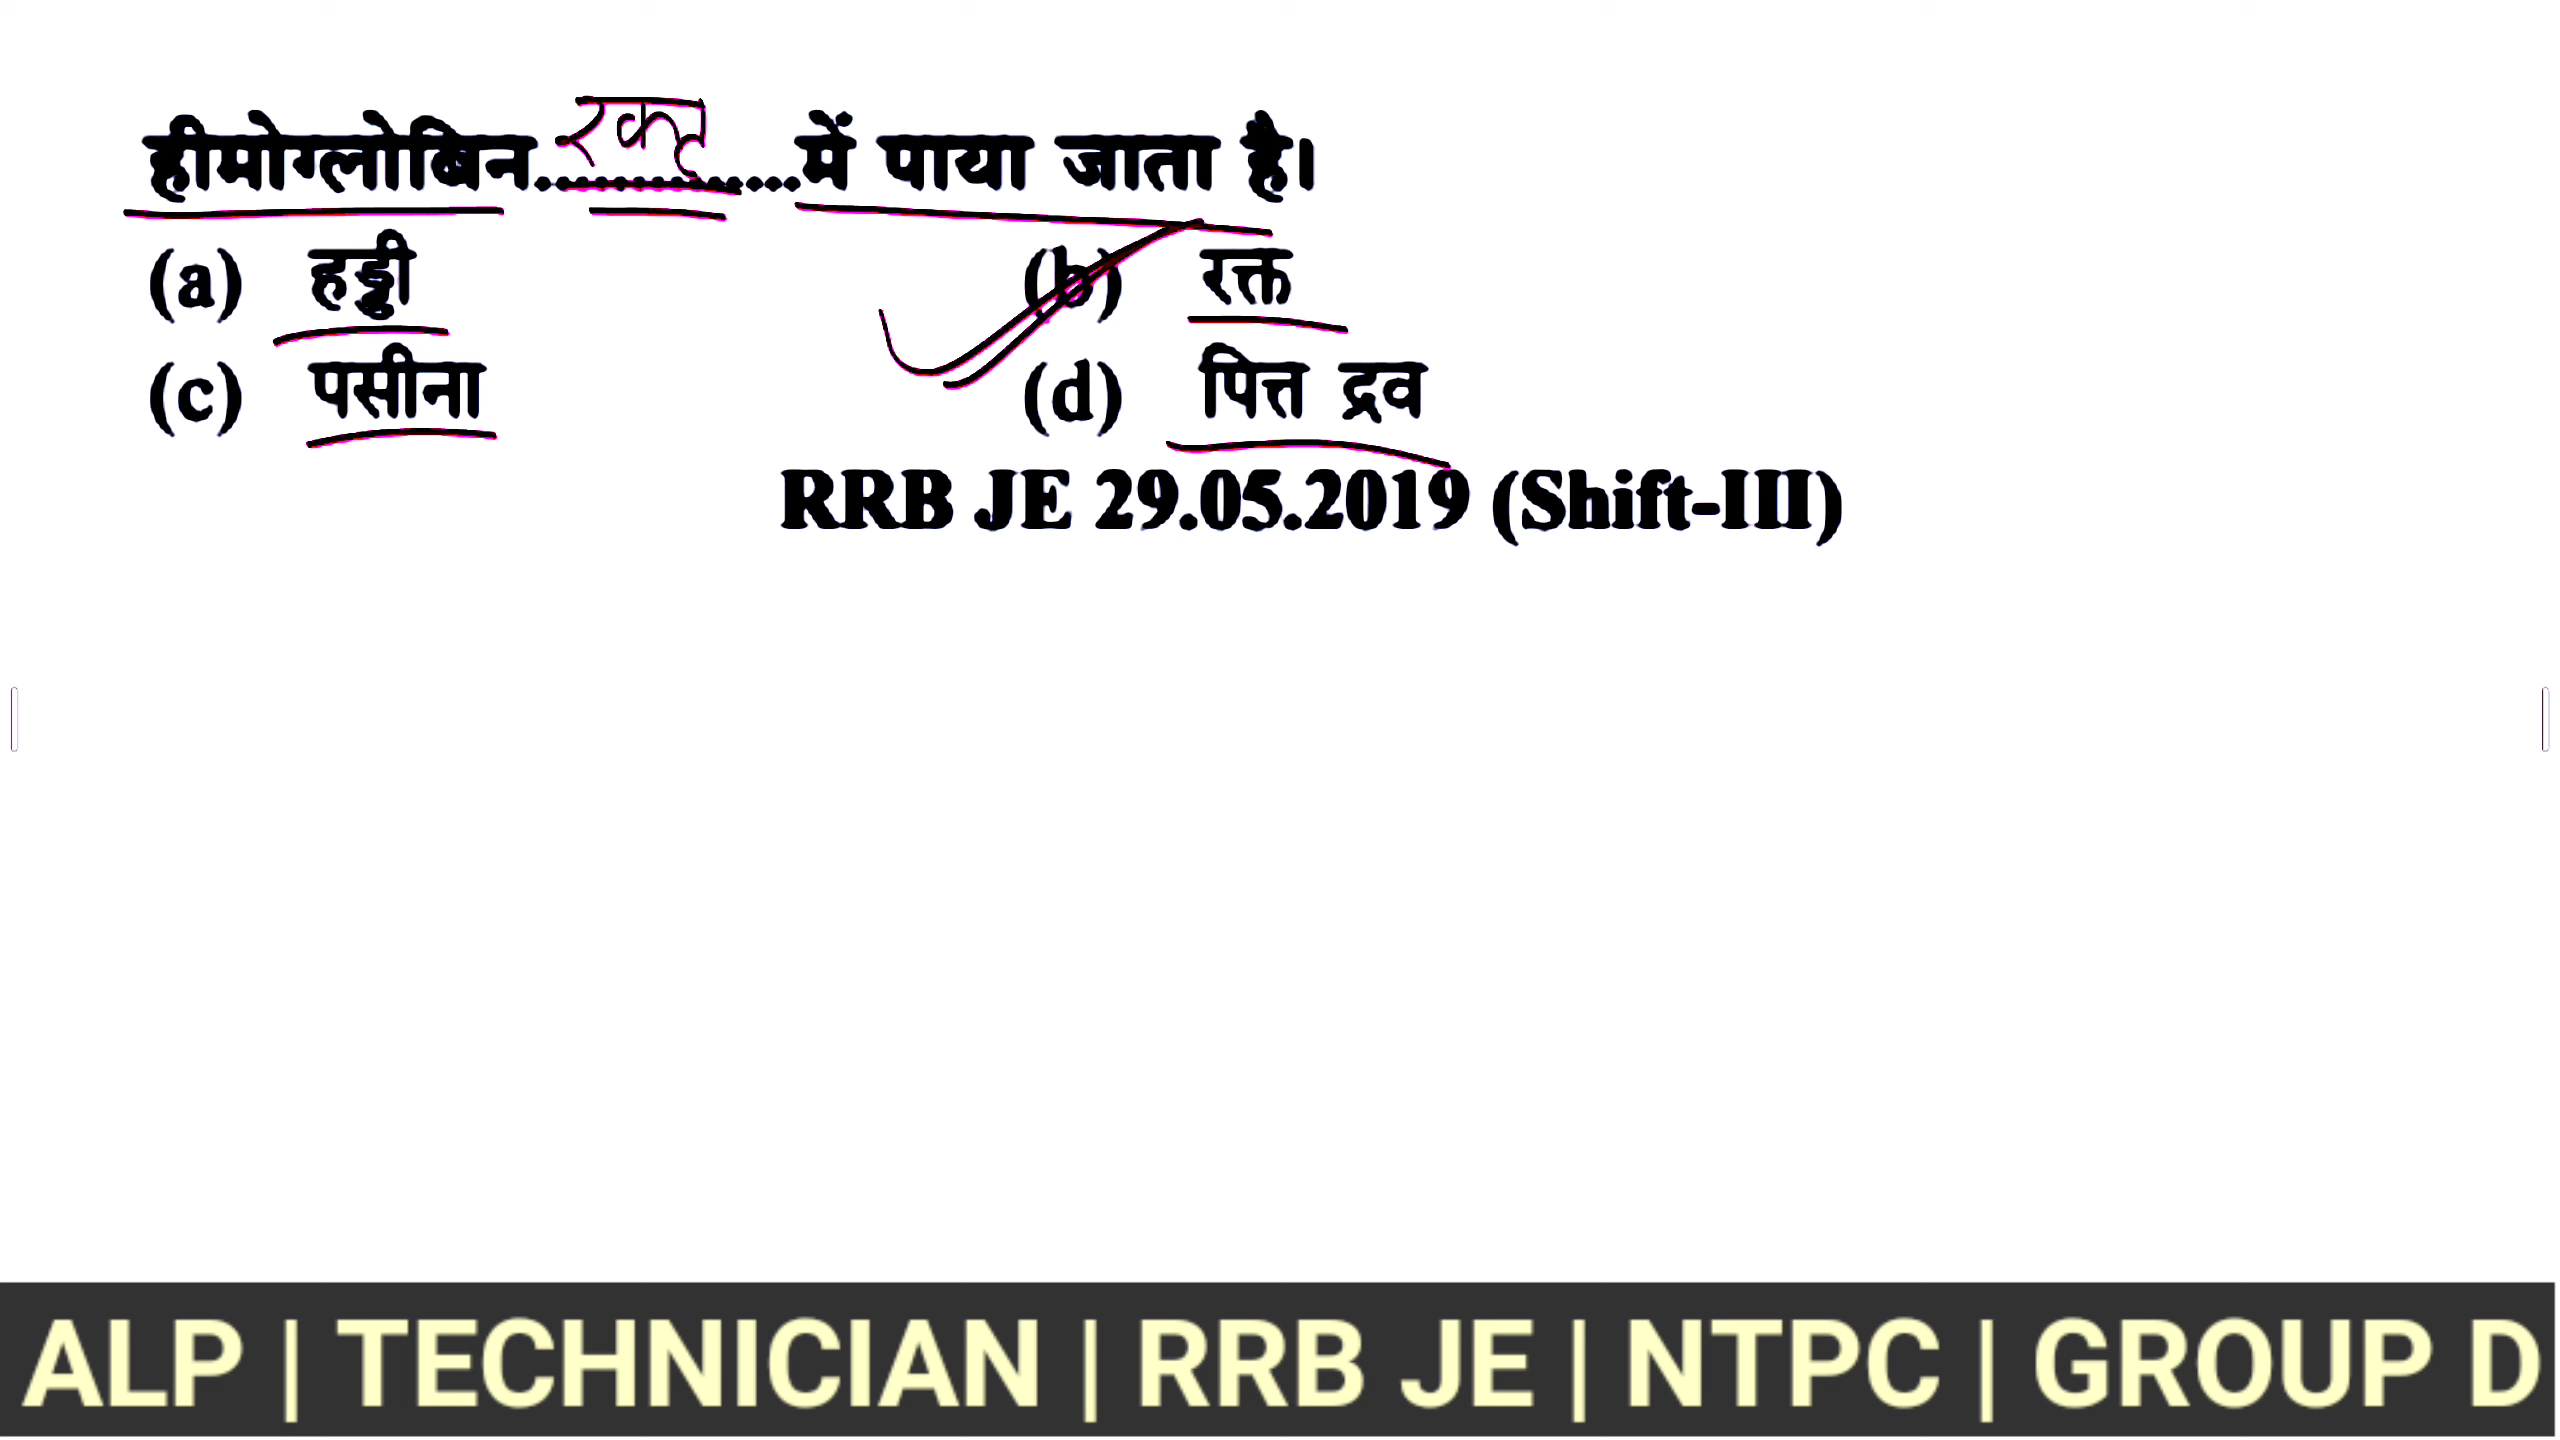 हीमोग्लोबिन.....रक्त.....में पाया जाता है।
(a) हड्डी (b) रक्त
(c) पसीना (d) पित्त द्रव
RRB JE 29.05.2019 (Shift-III)
ALP | TECHNICIAN | RRB JE | NTPC | GROUP D